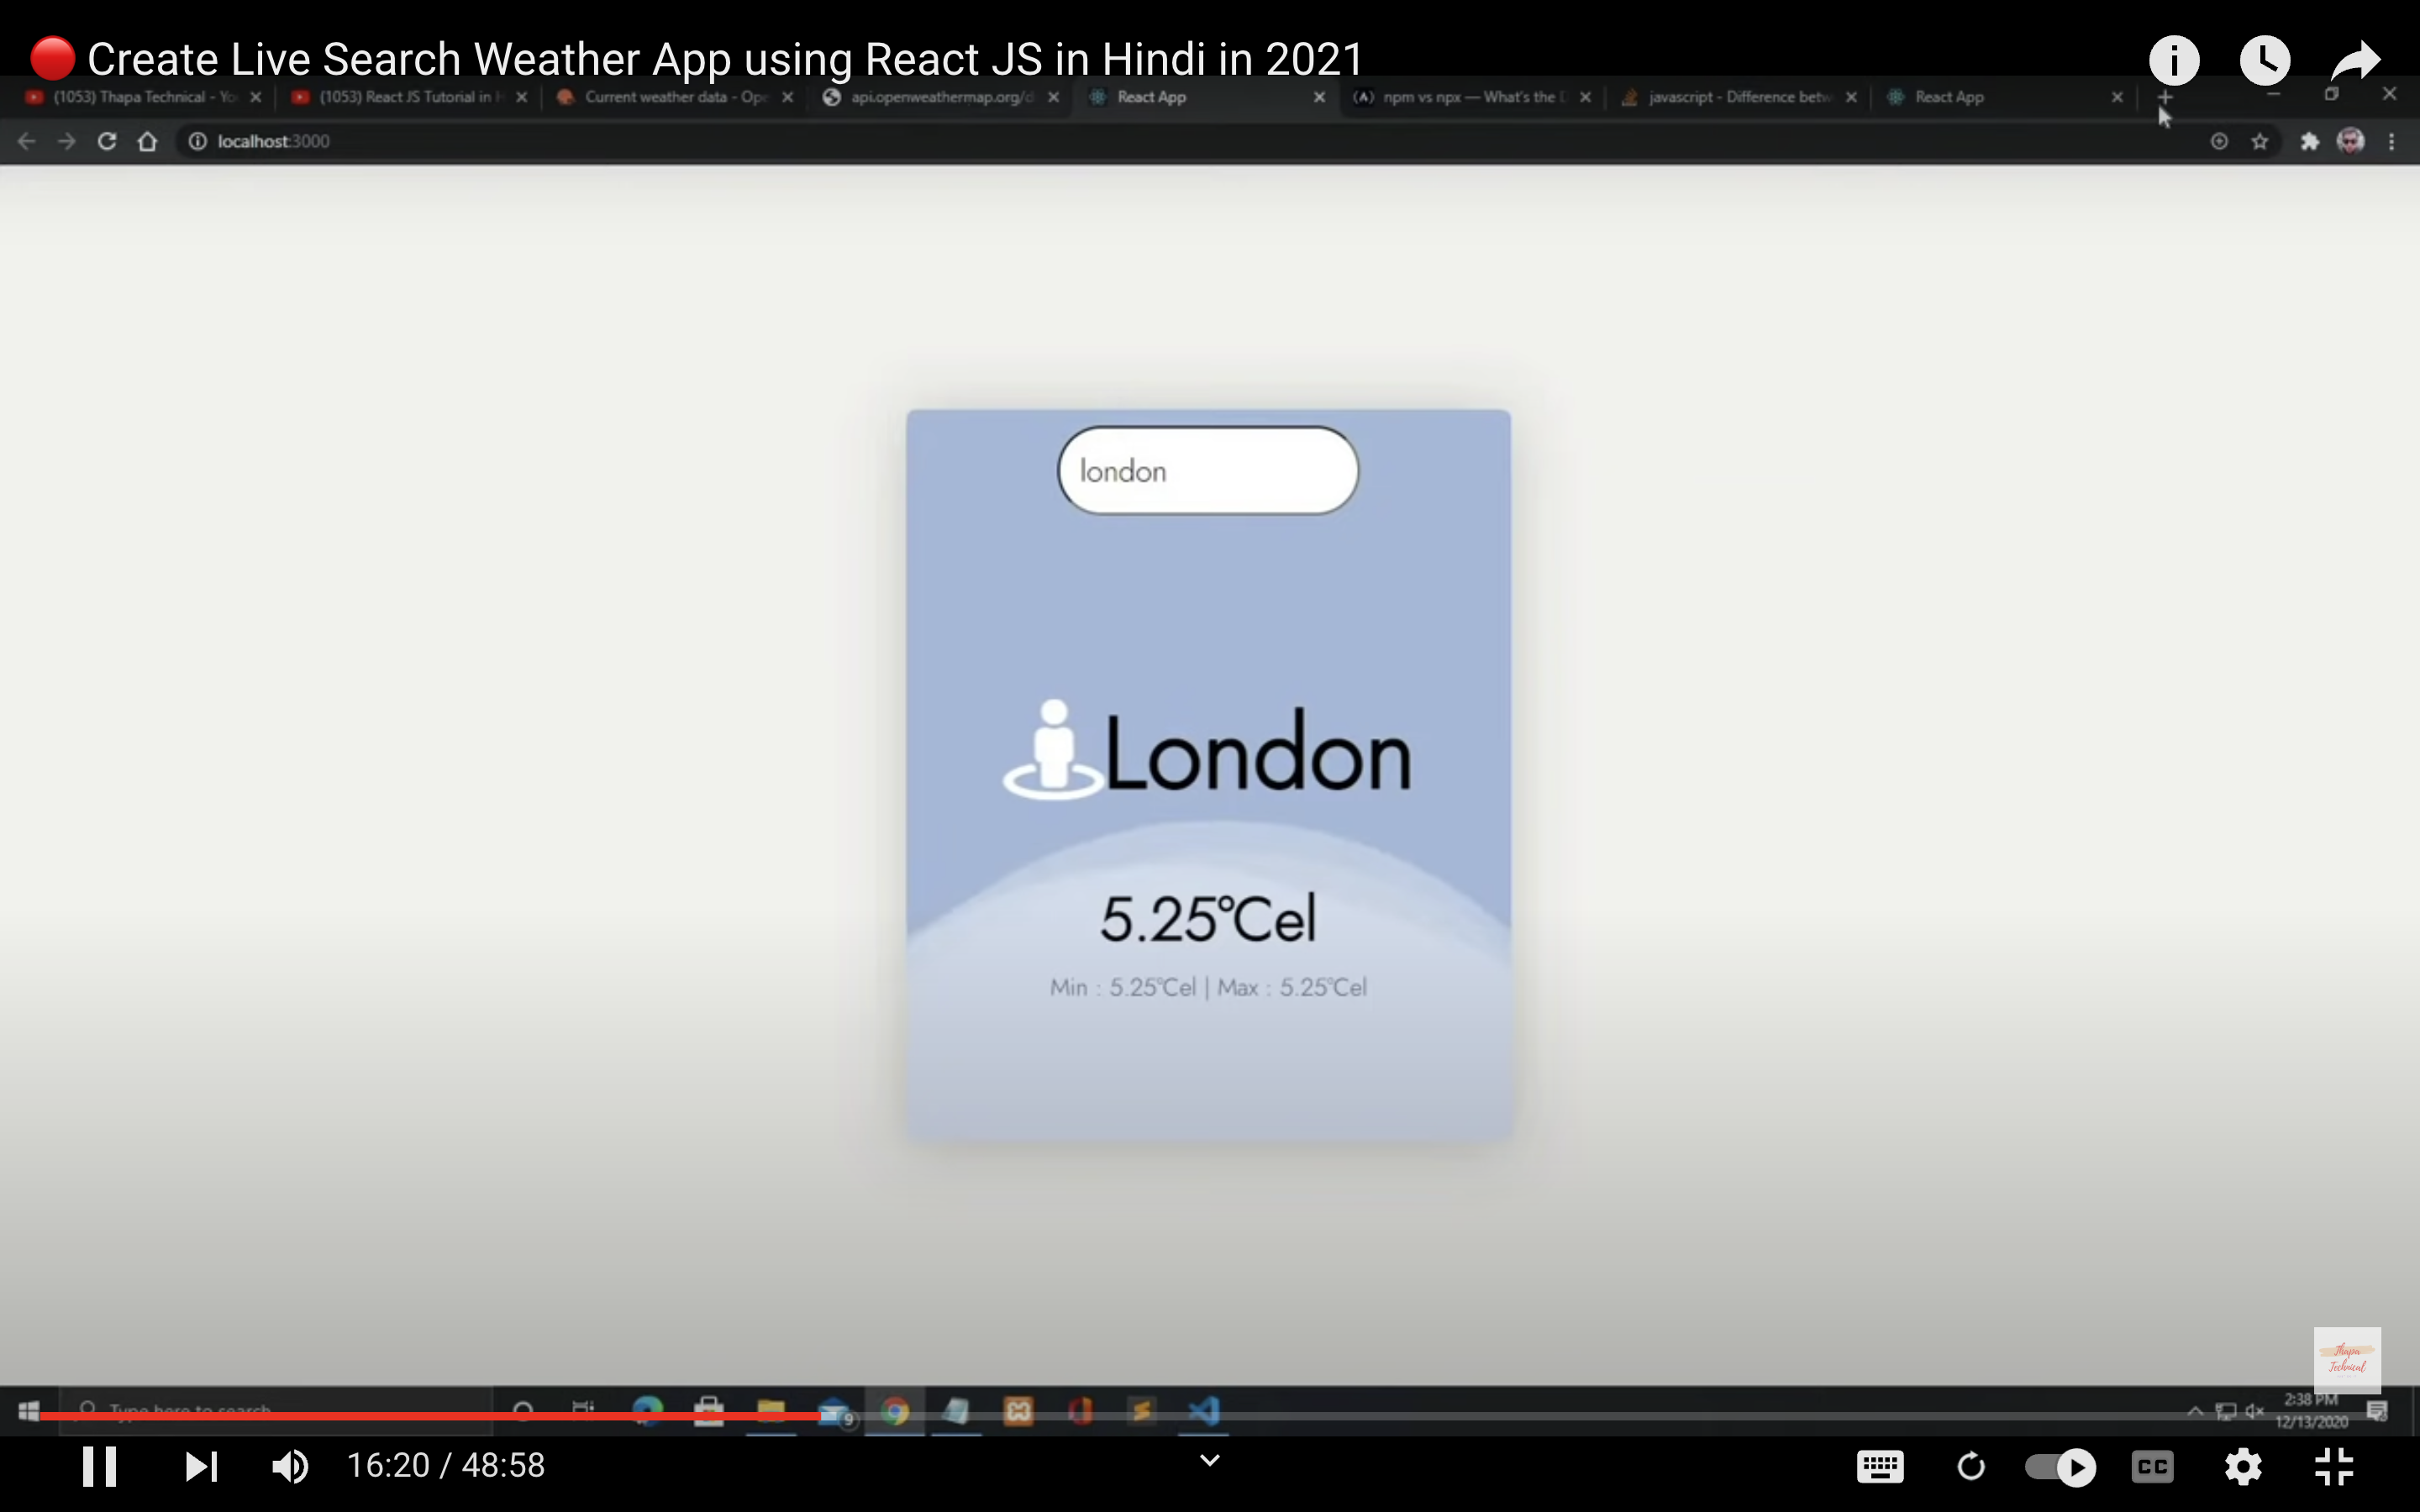 🔴 Create Live Search Weather App using React JS in Hindi in 2021
(1053) Thapa Technical - Yo
(1053) React JS Tutorial in H
Current weather data - Ope
api.openweathermap.org/d
React App
npm vs npx — What's the D
javascript - Difference betw
React App
localhost:3000
london
London
5.25°Cel
Min : 5.25°Cel | Max : 5.25°Cel
Thapa
Technical
Type here to search
9
2:38 PM
12/13/2020
16:20 / 48:58
CC